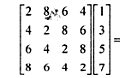 [2 8 6 4] [1]
[4 2 8 6] [3]
[6 4 2 8] [5] =
[8 6 4 2] [7]